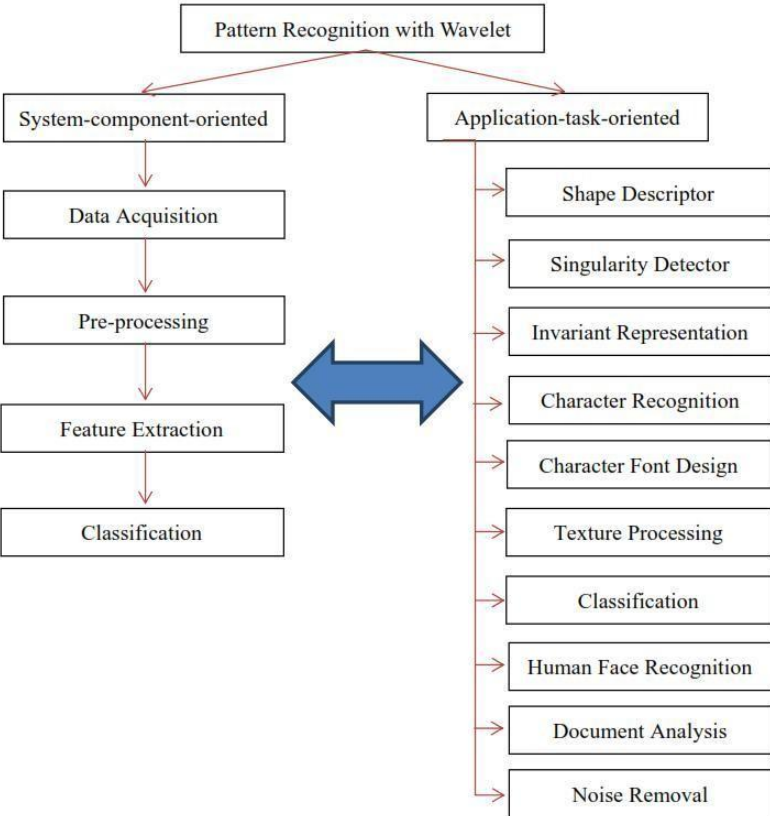 Pattern Recognition with Wavelet
System-component-oriented
Data Acquisition
Pre-processing
Feature Extraction
Classification
Application-task-oriented
Shape Descriptor
Singularity Detector
Invariant Representation
Character Recognition
Character Font Design
Texture Processing
Classification
Human Face Recognition
Document Analysis
Noise Removal